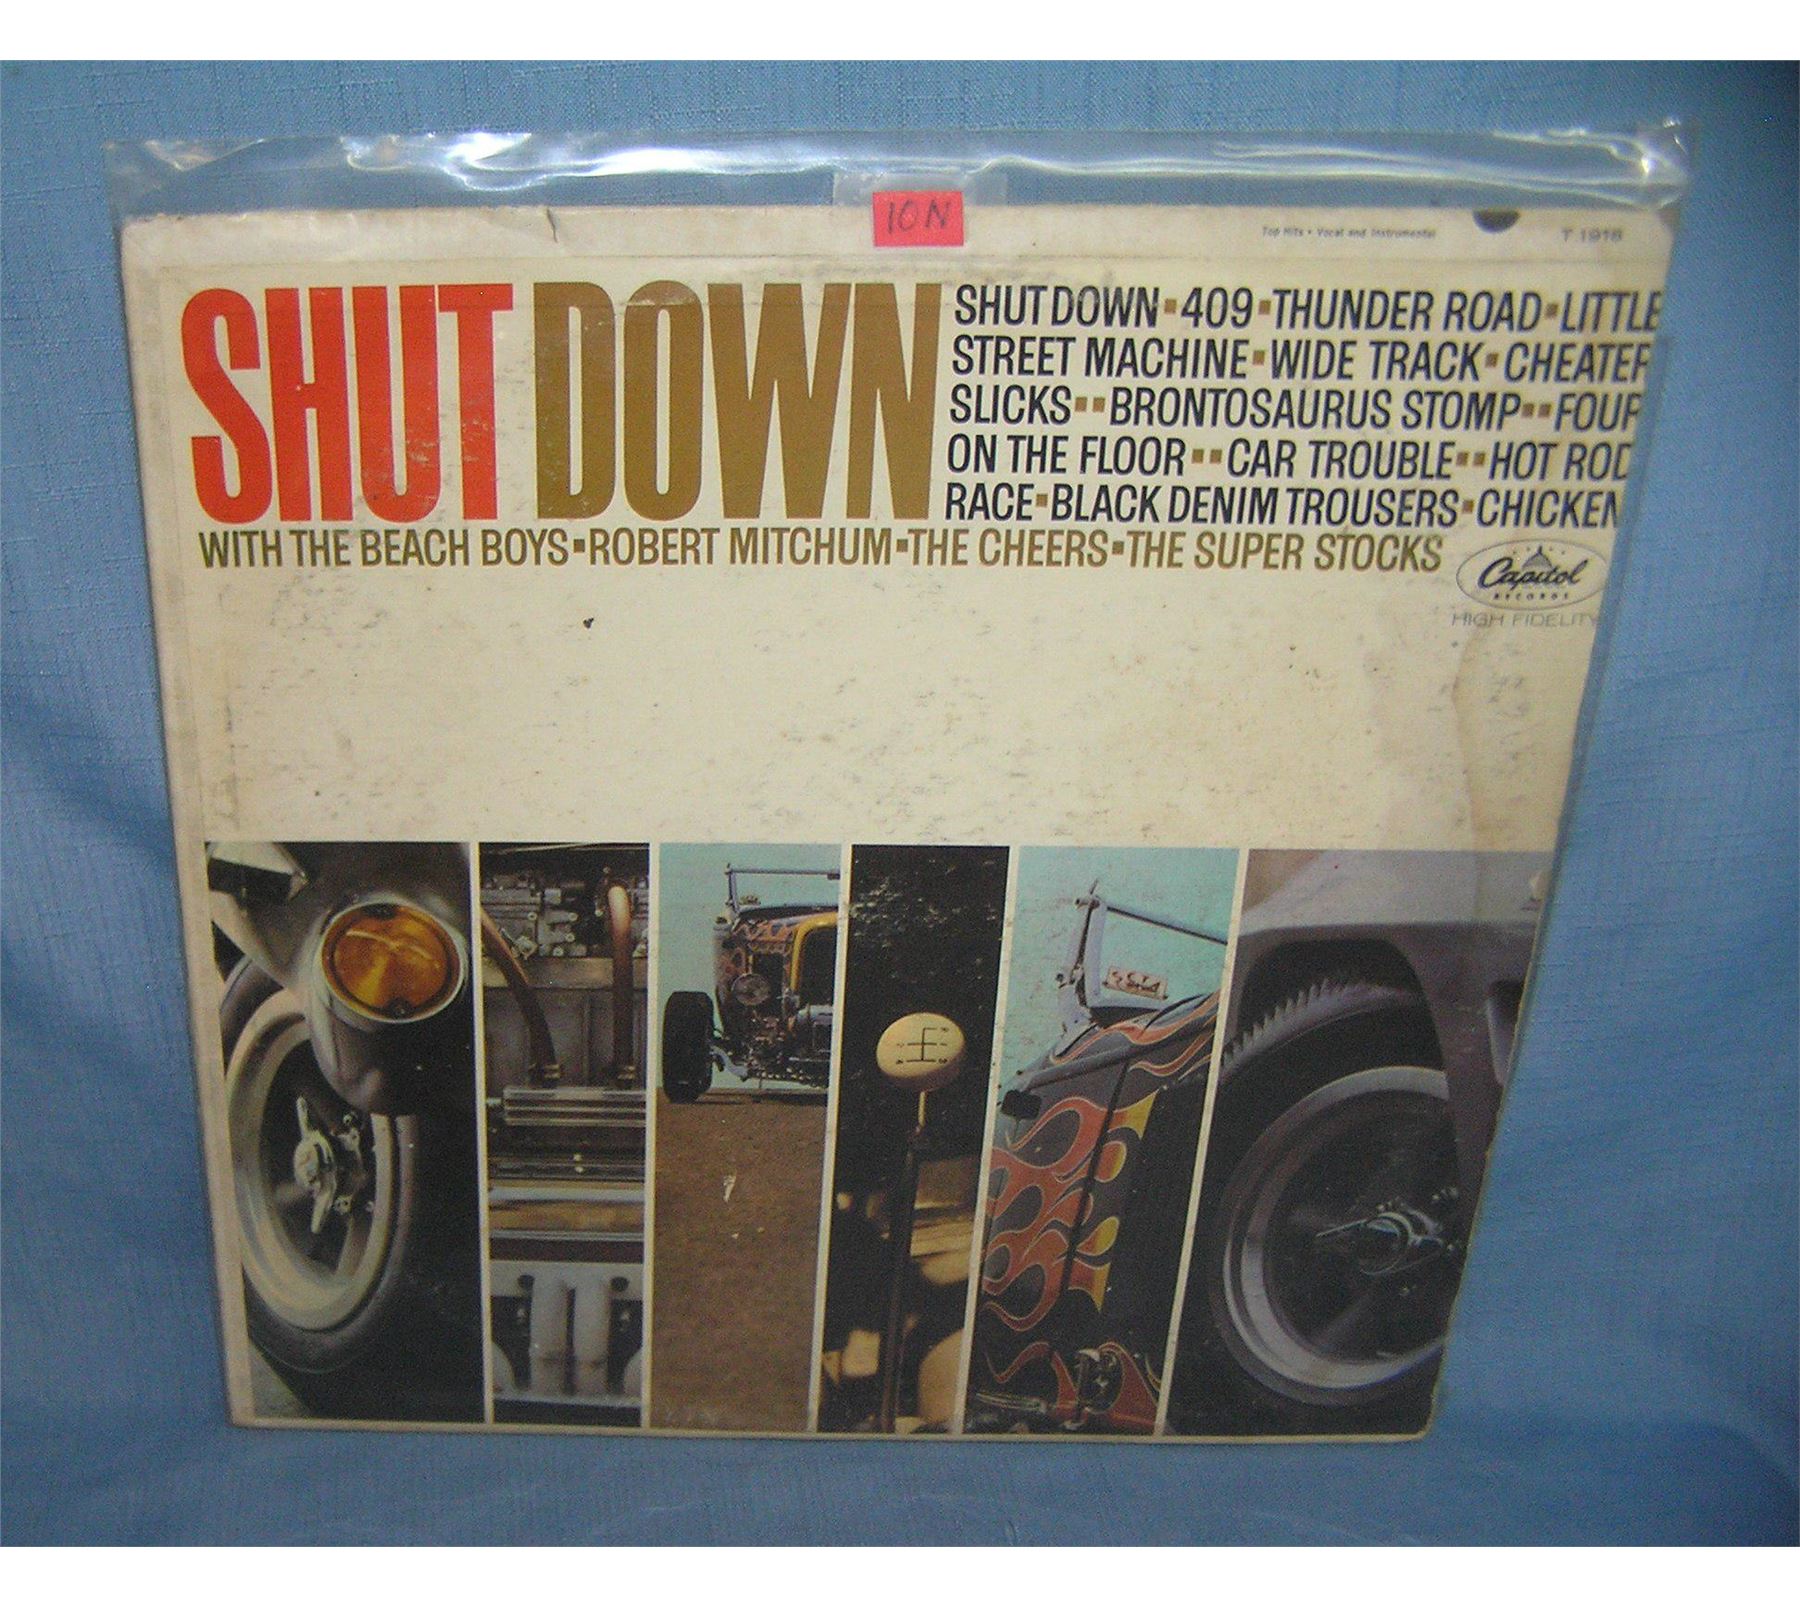 10N
Top Hits • Vocal and Instrumental
T 1918
SHUT DOWN
SHUT DOWN▪409▪THUNDER ROAD▪LITTLE
STREET MACHINE▪WIDE TRACK▪CHEATER
SLICKS▪▪BRONTOSAURUS STOMP▪▪FOUR
ON THE FLOOR▪▪CAR TROUBLE▪▪HOT ROD
RACE▪BLACK DENIM TROUSERS▪CHICKEN
WITH THE BEACH BOYS▪ROBERT MITCHUM▪THE CHEERS▪THE SUPER STOCKS
Capitol
RECORDS
HIGH FIDELITY